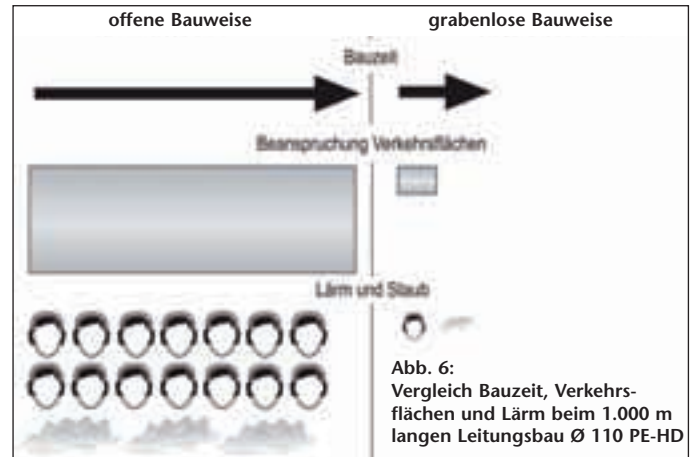 offene Bauweise
grabenlose Bauweise
Bauzeit
Beanspruchung Verkehrsflächen
Lärm und Staub
Abb. 6:
Vergleich Bauzeit, Verkehrs-
flächen und Lärm beim 1.000 m
langen Leitungsbau Ø 110 PE-HD